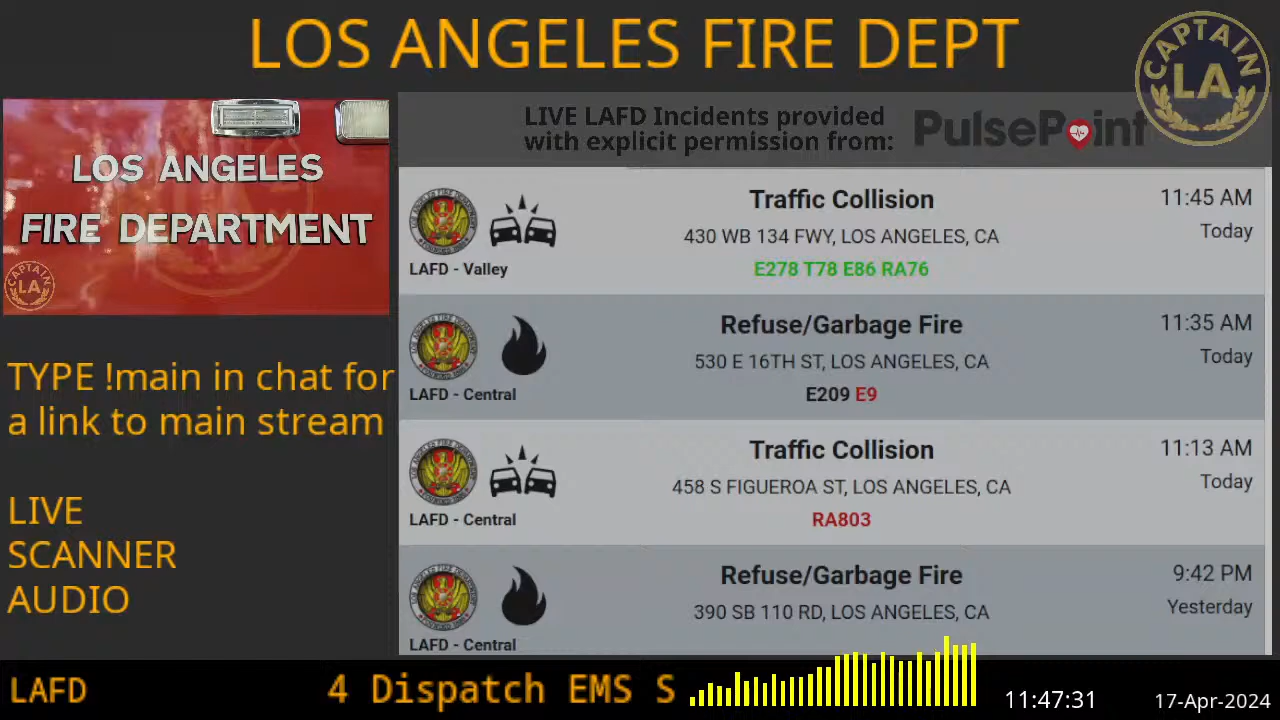 LOS ANGELES FIRE DEPT
CAPTAIN
LA
LOS ANGELES
FIRE DEPARTMENT
CAPTAIN
LA
LIVE LAFD Incidents provided
with explicit permission from:
PulsePoint
Traffic Collision
11:45 AM
430 WB 134 FWY, LOS ANGELES, CA
Today
LAFD - Valley
E278 T78 E86 RA76
Refuse/Garbage Fire
11:35 AM
530 E 16TH ST, LOS ANGELES, CA
Today
LAFD - Central
E209 E9
Traffic Collision
11:13 AM
458 S FIGUEROA ST, LOS ANGELES, CA
Today
LAFD - Central
RA803
Refuse/Garbage Fire
9:42 PM
390 SB 110 RD, LOS ANGELES, CA
Yesterday
LAFD - Central
TYPE !main in chat for
a link to main stream
LIVE
SCANNER
AUDIO
LAFD
4 Dispatch EMS S
11:47:31
17-Apr-2024